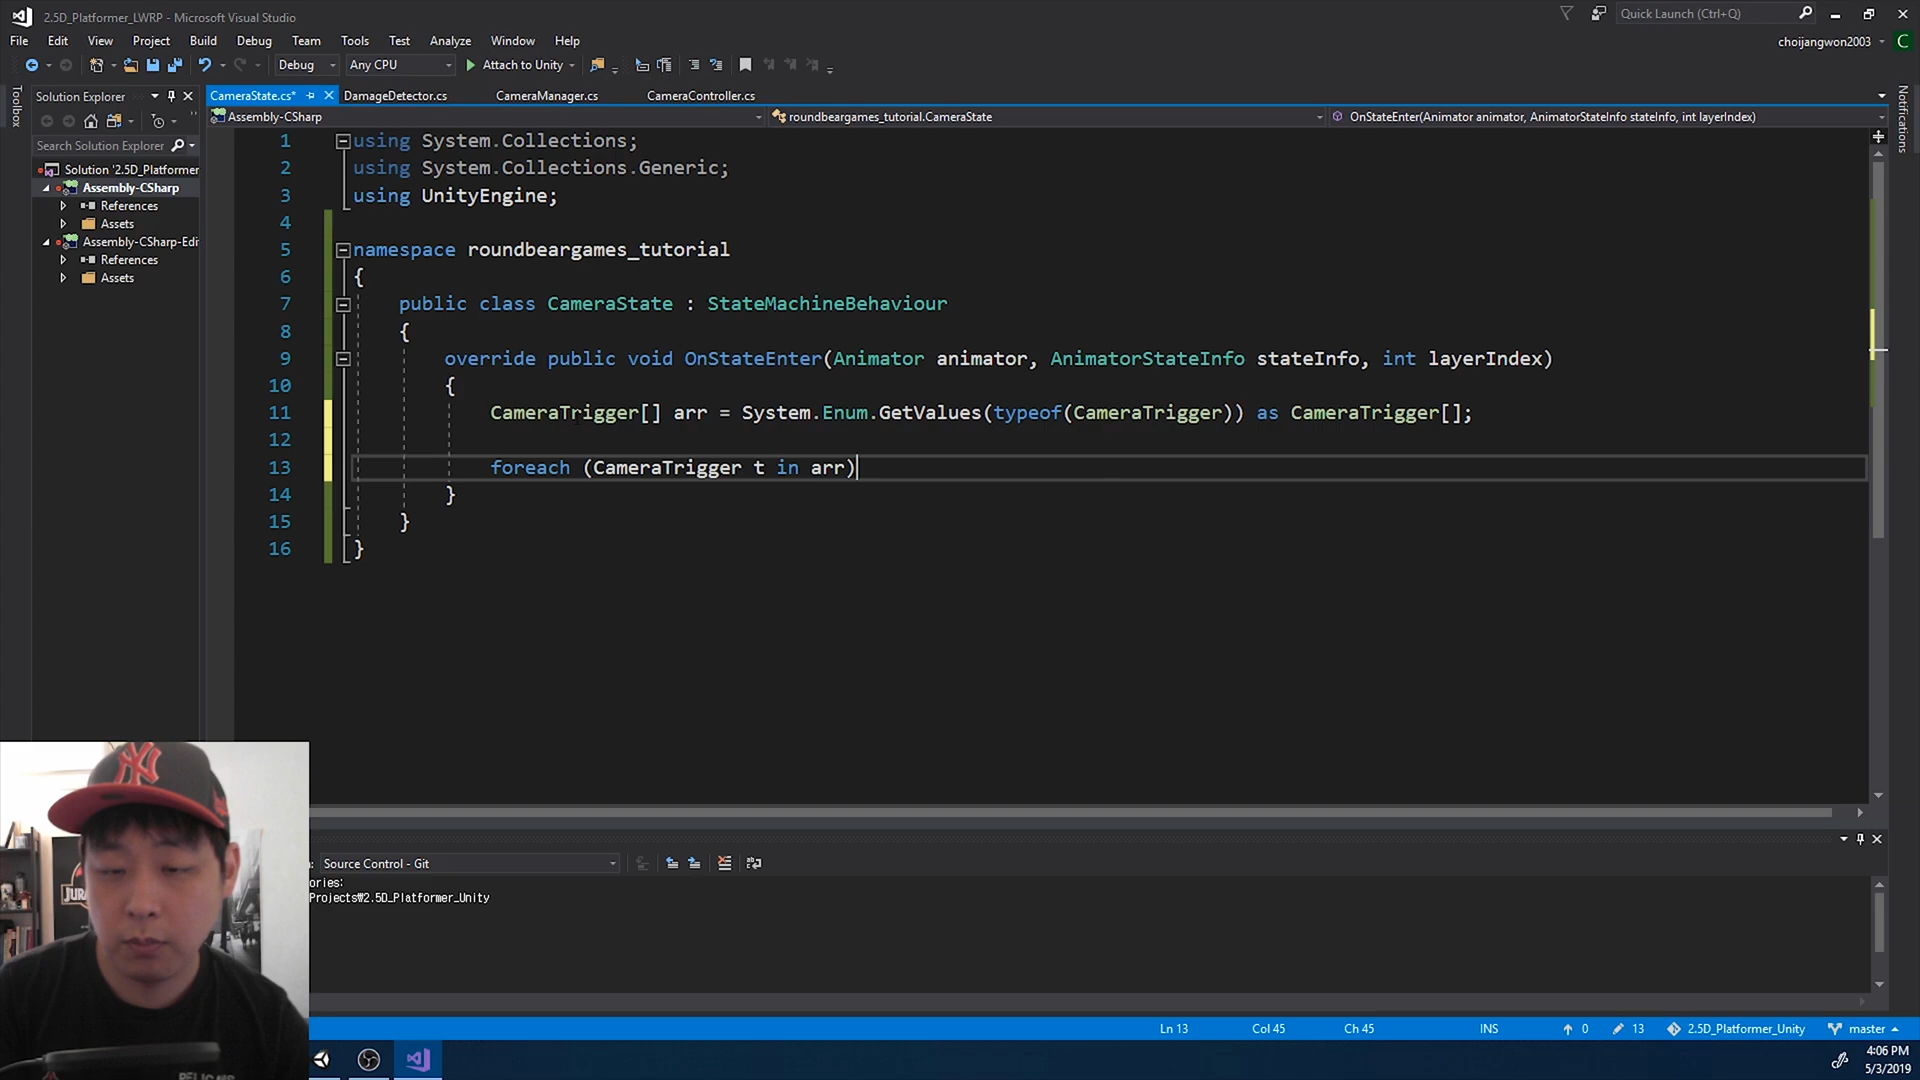 2.5D_Platformer_LWRP - Microsoft Visual Studio
Quick Launch (Ctrl+Q)
File Edit View Project Build Debug Team Tools Test Analyze Window Help
choijangwon2003 C
Debug Any CPU Attach to Unity
Toolbox
Solution Explorer
CameraState.cs* DamageDetector.cs CameraManager.cs CameraController.cs
Notifications
Assembly-CSharp roundbeargames_tutorial.CameraState OnStateEnter(Animator animator, AnimatorStateInfo stateInfo, int layerIndex)
Search Solution Explorer
Solution '2.5D_Platformer
Assembly-CSharp
References
Assets
Assembly-CSharp-Edi
References
Assets
1 using System.Collections;
2 using System.Collections.Generic;
3 using UnityEngine;
4
5 namespace roundbeargames_tutorial
6 {
7 public class CameraState : StateMachineBehaviour
8 {
9 override public void OnStateEnter(Animator animator, AnimatorStateInfo stateInfo, int layerIndex)
10 {
11 CameraTrigger[] arr = System.Enum.GetValues(typeof(CameraTrigger)) as CameraTrigger[];
12
13 foreach (CameraTrigger t in arr)
14 }
15 }
16 }
Source Control - Git
ories:
Projects₩2.5D_Platformer_Unity
Ln 13 Col 45 Ch 45 INS 0 13 2.5D_Platformer_Unity master
4:06 PM
5/3/2019